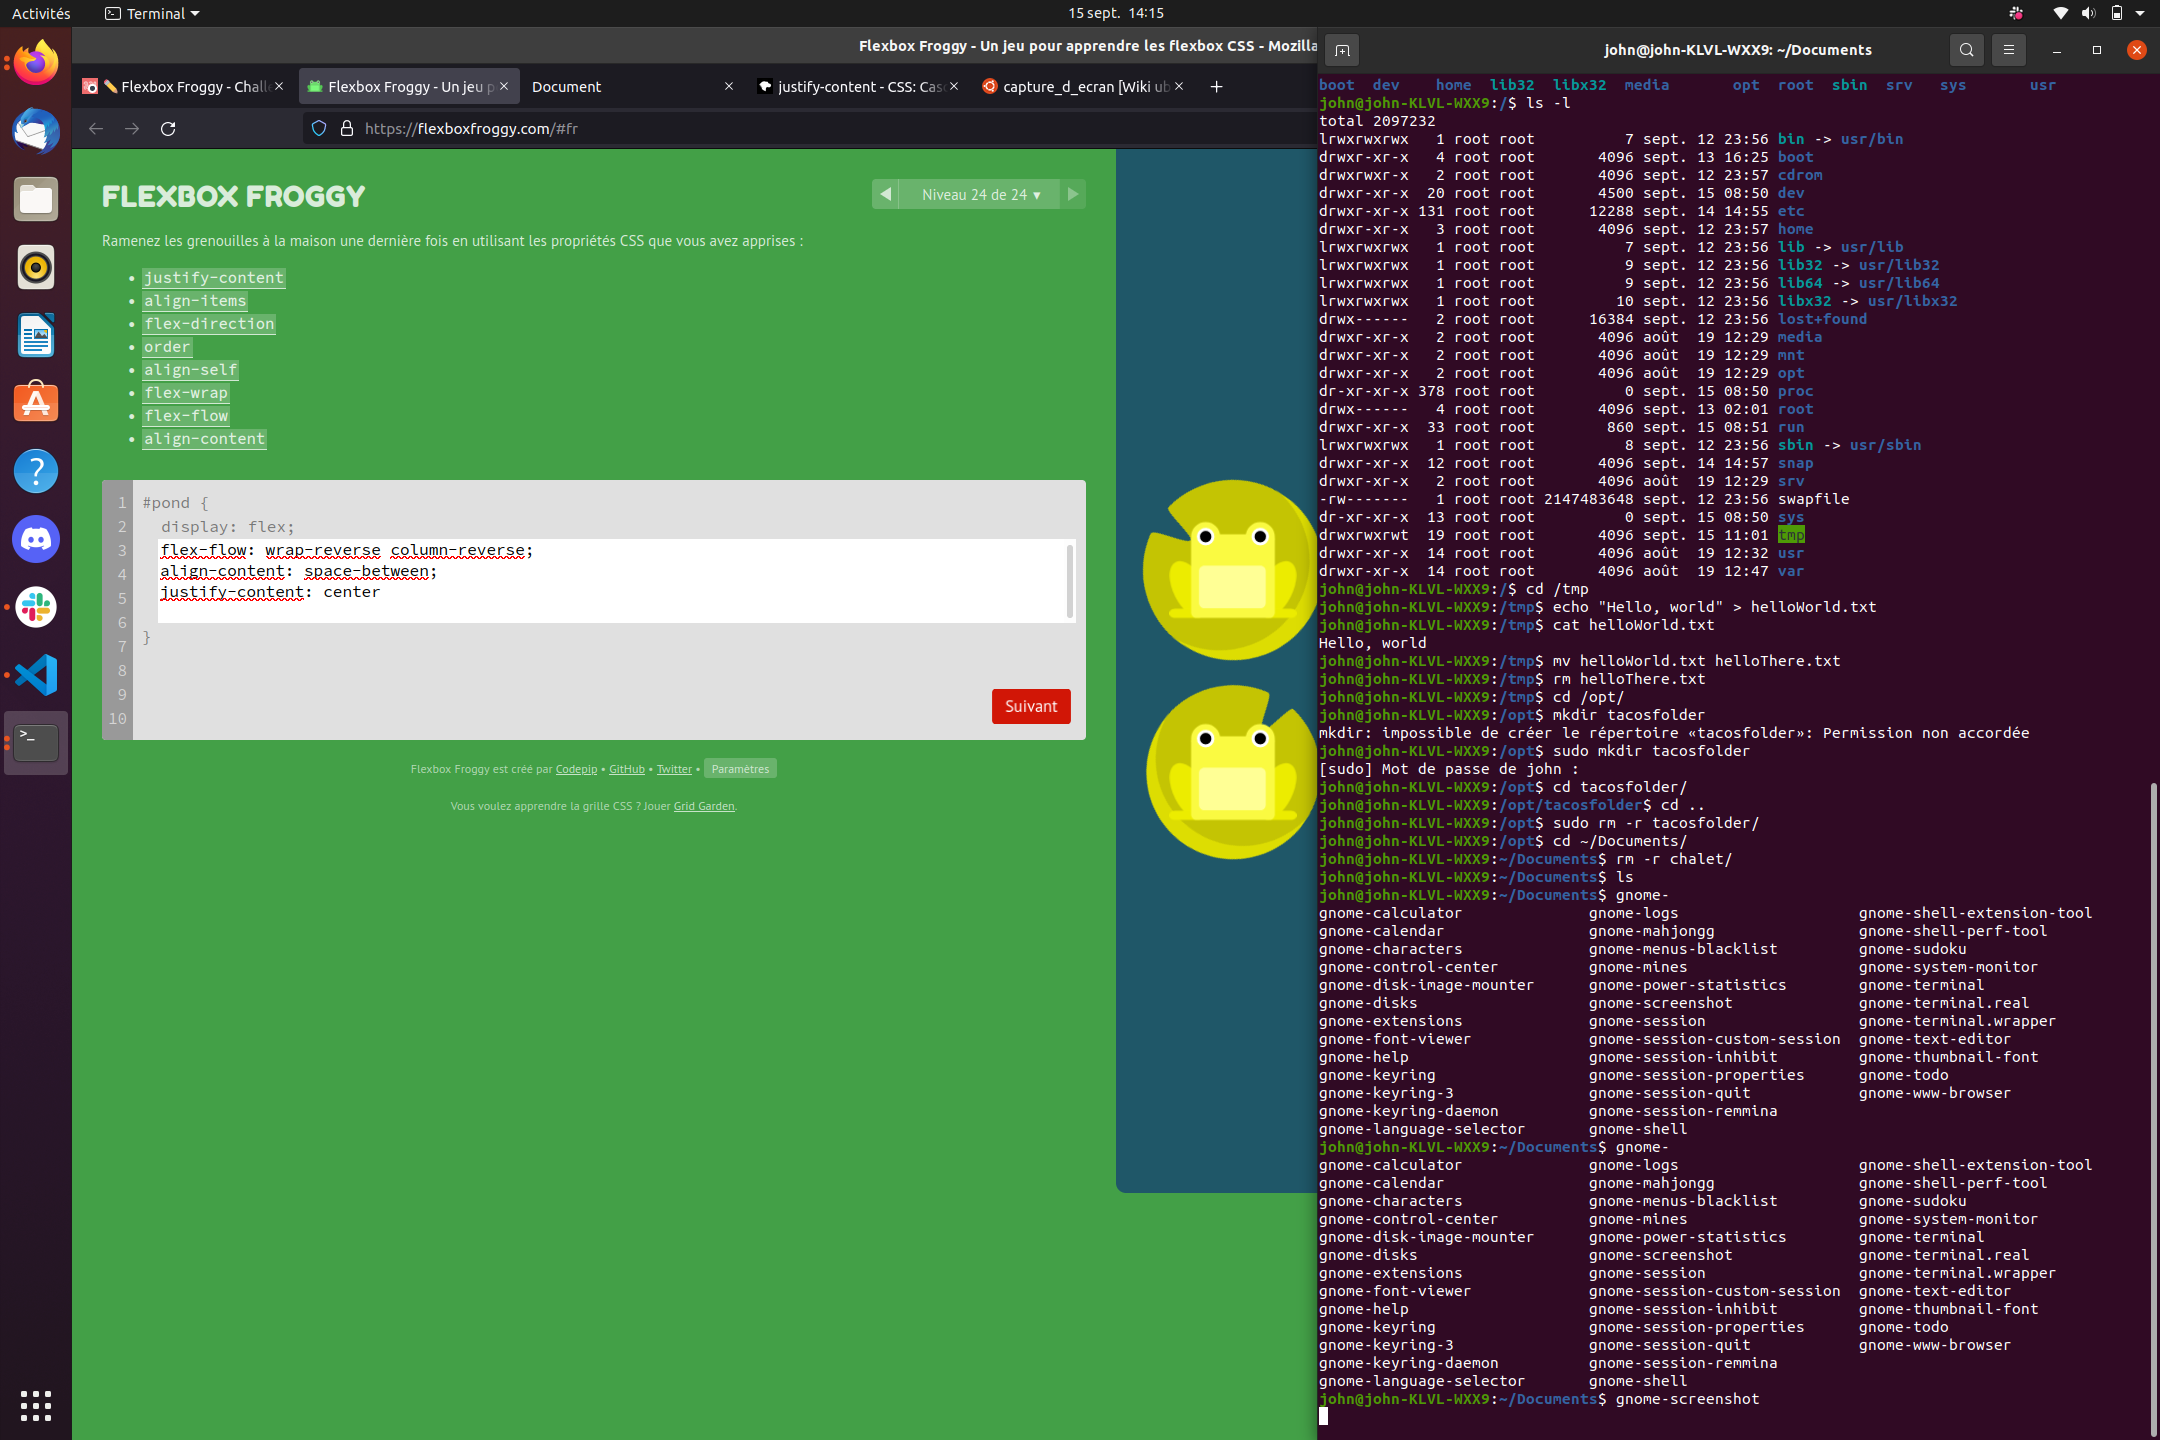 Activités
Terminal
15 sept. 14:15
Flexbox Froggy - Un jeu pour apprendre les flexbox CSS - Mozilla
Flexbox Froggy - Chall
Flexbox Froggy - Un jeu p
Document
justify-content - CSS: Casc
capture_d_ecran [Wiki ub
https://flexboxfroggy.com/#fr
FLEXBOX FROGGY
Niveau 24 de 24 ▾
Ramenez les grenouilles à la maison une dernière fois en utilisant les propriétés CSS que vous avez apprises :
• justify-content
• align-items
• flex-direction
• order
• align-self
• flex-wrap
• flex-flow
• align-content
1 #pond {
2 display: flex;
3 flex-flow: wrap-reverse column-reverse;
4 align-content: space-between;
5 justify-content: center
6
7 }
8
9
10
Suivant
Flexbox Froggy est créé par Codepip • GitHub • Twitter • Paramètres
Vous voulez apprendre la grille CSS ? Jouer Grid Garden.
john@john-KLVL-WXX9: ~/Documents
boot dev home lib32 libx32 media opt root sbin srv sys usr
john@john-KLVL-WXX9:/$ ls -l
total 2097232
lrwxrwxrwx 1 root root 7 sept. 12 23:56 bin -> usr/bin
drwxr-xr-x 4 root root 4096 sept. 13 16:25 boot
drwxrwxr-x 2 root root 4096 sept. 12 23:57 cdrom
drwxr-xr-x 20 root root 4500 sept. 15 08:50 dev
drwxr-xr-x 131 root root 12288 sept. 14 14:55 etc
drwxr-xr-x 3 root root 4096 sept. 12 23:57 home
lrwxrwxrwx 1 root root 7 sept. 12 23:56 lib -> usr/lib
lrwxrwxrwx 1 root root 9 sept. 12 23:56 lib32 -> usr/lib32
lrwxrwxrwx 1 root root 9 sept. 12 23:56 lib64 -> usr/lib64
lrwxrwxrwx 1 root root 10 sept. 12 23:56 libx32 -> usr/libx32
drwx------ 2 root root 16384 sept. 12 23:56 lost+found
drwxr-xr-x 2 root root 4096 août 19 12:29 media
drwxr-xr-x 2 root root 4096 août 19 12:29 mnt
drwxr-xr-x 2 root root 4096 août 19 12:29 opt
dr-xr-xr-x 378 root root 0 sept. 15 08:50 proc
drwx------ 4 root root 4096 sept. 13 02:01 root
drwxr-xr-x 33 root root 860 sept. 15 08:51 run
lrwxrwxrwx 1 root root 8 sept. 12 23:56 sbin -> usr/sbin
drwxr-xr-x 12 root root 4096 sept. 14 14:57 snap
drwxr-xr-x 2 root root 4096 août 19 12:29 srv
-rw------- 1 root root 2147483648 sept. 12 23:56 swapfile
dr-xr-xr-x 13 root root 0 sept. 15 08:50 sys
drwxrwxrwt 19 root root 4096 sept. 15 11:01 tmp
drwxr-xr-x 14 root root 4096 août 19 12:32 usr
drwxr-xr-x 14 root root 4096 août 19 12:47 var
john@john-KLVL-WXX9:/$ cd /tmp
john@john-KLVL-WXX9:/tmp$ echo "Hello, world" > helloWorld.txt
john@john-KLVL-WXX9:/tmp$ cat helloWorld.txt
Hello, world
john@john-KLVL-WXX9:/tmp$ mv helloWorld.txt helloThere.txt
john@john-KLVL-WXX9:/tmp$ rm helloThere.txt
john@john-KLVL-WXX9:/tmp$ cd /opt/
john@john-KLVL-WXX9:/opt$ mkdir tacosfolder
mkdir: impossible de créer le répertoire «tacosfolder»: Permission non accordée
john@john-KLVL-WXX9:/opt$ sudo mkdir tacosfolder
[sudo] Mot de passe de john :
john@john-KLVL-WXX9:/opt$ cd tacosfolder/
john@john-KLVL-WXX9:/opt/tacosfolder$ cd ..
john@john-KLVL-WXX9:/opt$ sudo rm -r tacosfolder/
john@john-KLVL-WXX9:/opt$ cd ~/Documents/
john@john-KLVL-WXX9:~/Documents$ rm -r chalet/
john@john-KLVL-WXX9:~/Documents$ ls
john@john-KLVL-WXX9:~/Documents$ gnome-
gnome-calculator gnome-logs gnome-shell-extension-tool
gnome-calendar gnome-mahjongg gnome-shell-perf-tool
gnome-characters gnome-menus-blacklist gnome-sudoku
gnome-control-center gnome-mines gnome-system-monitor
gnome-disk-image-mounter gnome-power-statistics gnome-terminal
gnome-disks gnome-screenshot gnome-terminal.real
gnome-extensions gnome-session gnome-terminal.wrapper
gnome-font-viewer gnome-session-custom-session gnome-text-editor
gnome-help gnome-session-inhibit gnome-thumbnail-font
gnome-keyring gnome-session-properties gnome-todo
gnome-keyring-3 gnome-session-quit gnome-www-browser
gnome-keyring-daemon gnome-session-remmina
gnome-language-selector gnome-shell
john@john-KLVL-WXX9:~/Documents$ gnome-
gnome-calculator gnome-logs gnome-shell-extension-tool
gnome-calendar gnome-mahjongg gnome-shell-perf-tool
gnome-characters gnome-menus-blacklist gnome-sudoku
gnome-control-center gnome-mines gnome-system-monitor
gnome-disk-image-mounter gnome-power-statistics gnome-terminal
gnome-disks gnome-screenshot gnome-terminal.real
gnome-extensions gnome-session gnome-terminal.wrapper
gnome-font-viewer gnome-session-custom-session gnome-text-editor
gnome-help gnome-session-inhibit gnome-thumbnail-font
gnome-keyring gnome-session-properties gnome-todo
gnome-keyring-3 gnome-session-quit gnome-www-browser
gnome-keyring-daemon gnome-session-remmina
gnome-language-selector gnome-shell
john@john-KLVL-WXX9:~/Documents$ gnome-screenshot